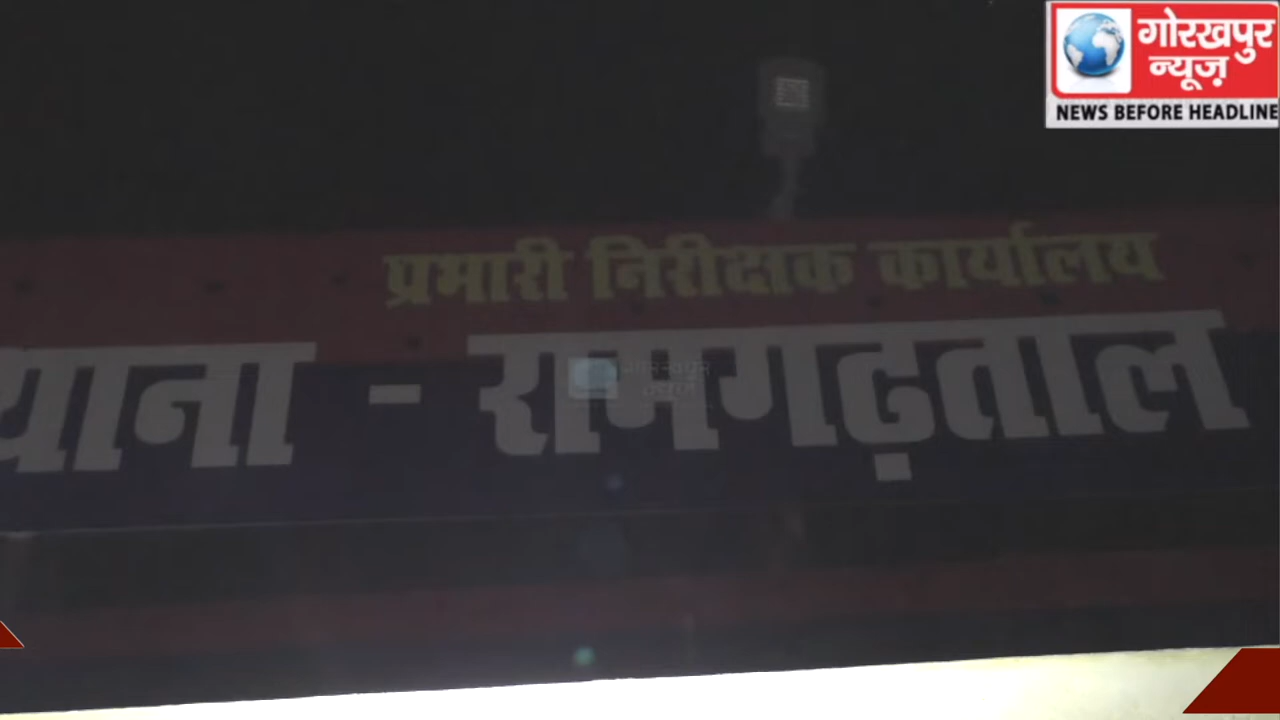 गोरखपुर
न्यूज़
NEWS BEFORE HEADLINE
प्रभारी निरीक्षक कार्यालय
थाना - रामगढ़ताल